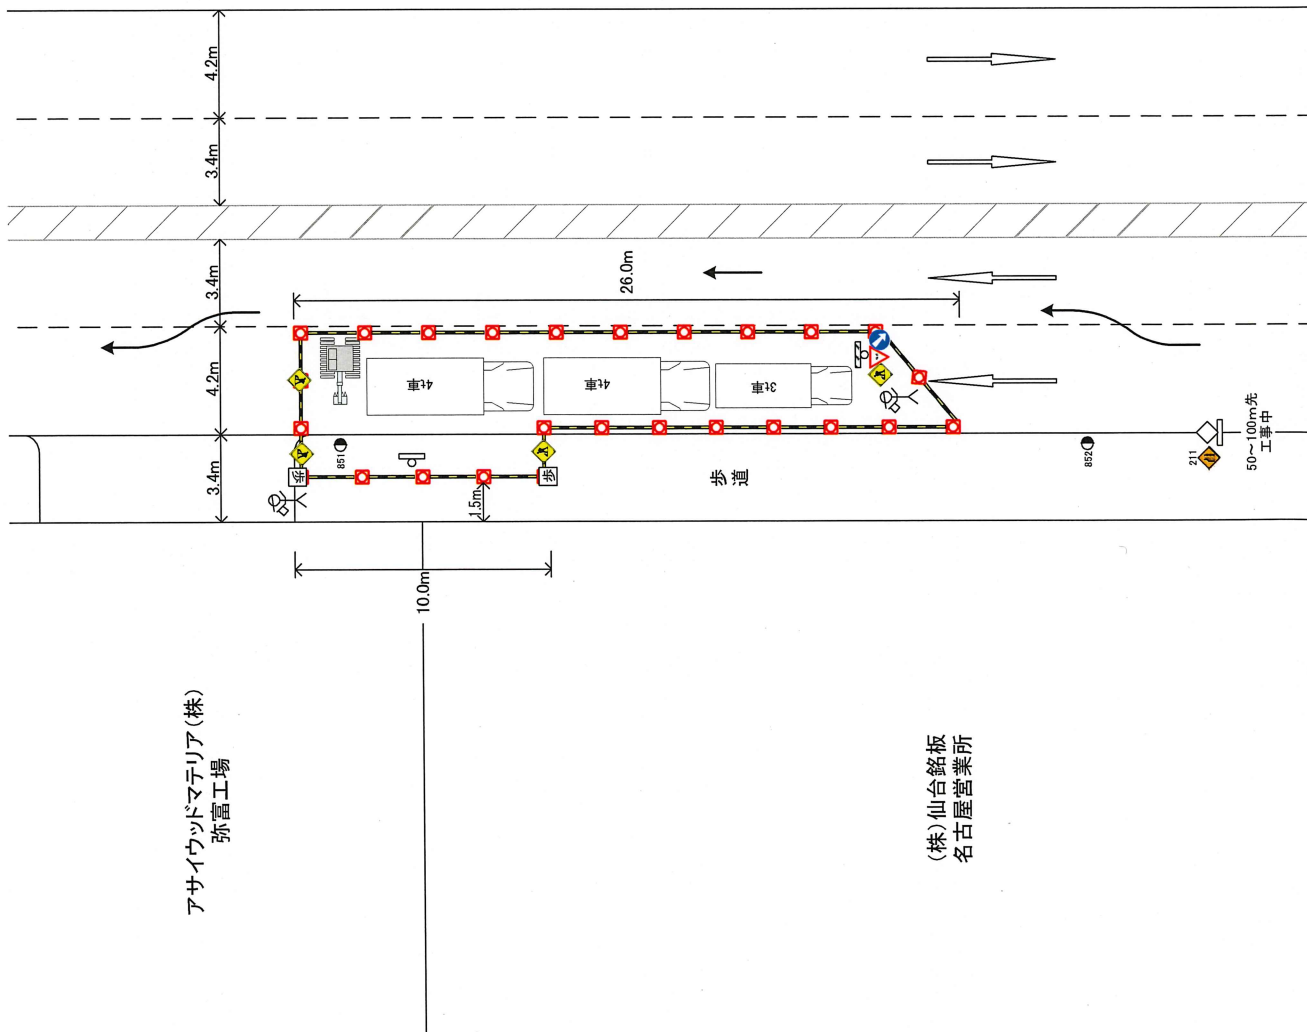 4.2m
3.4m
3.4m
26.0m
4.2m
4t車
4t車
3t車
3.4m
851
歩
歩
歩道
1.5m
852
211
50～100m先
工事中
10.0m
アサイウッドマテリア(株)
弥富工場
(株)仙台銘板
名古屋営業所